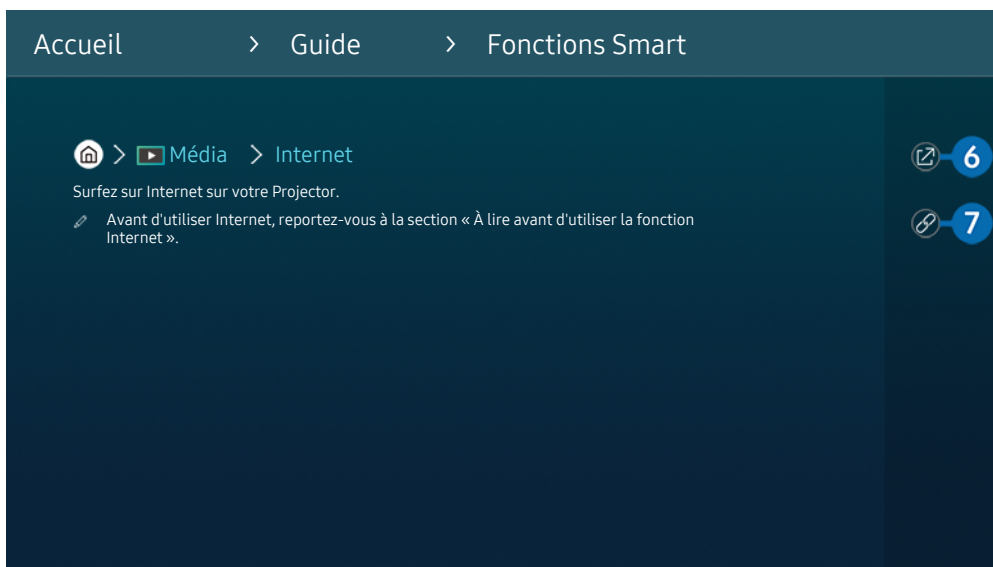 Accueil > Guide > Fonctions Smart
> Média > Internet
6
Surfez sur Internet sur votre Projector.
Avant d'utiliser Internet, reportez-vous à la section « À lire avant d'utiliser la fonction
Internet ».
7